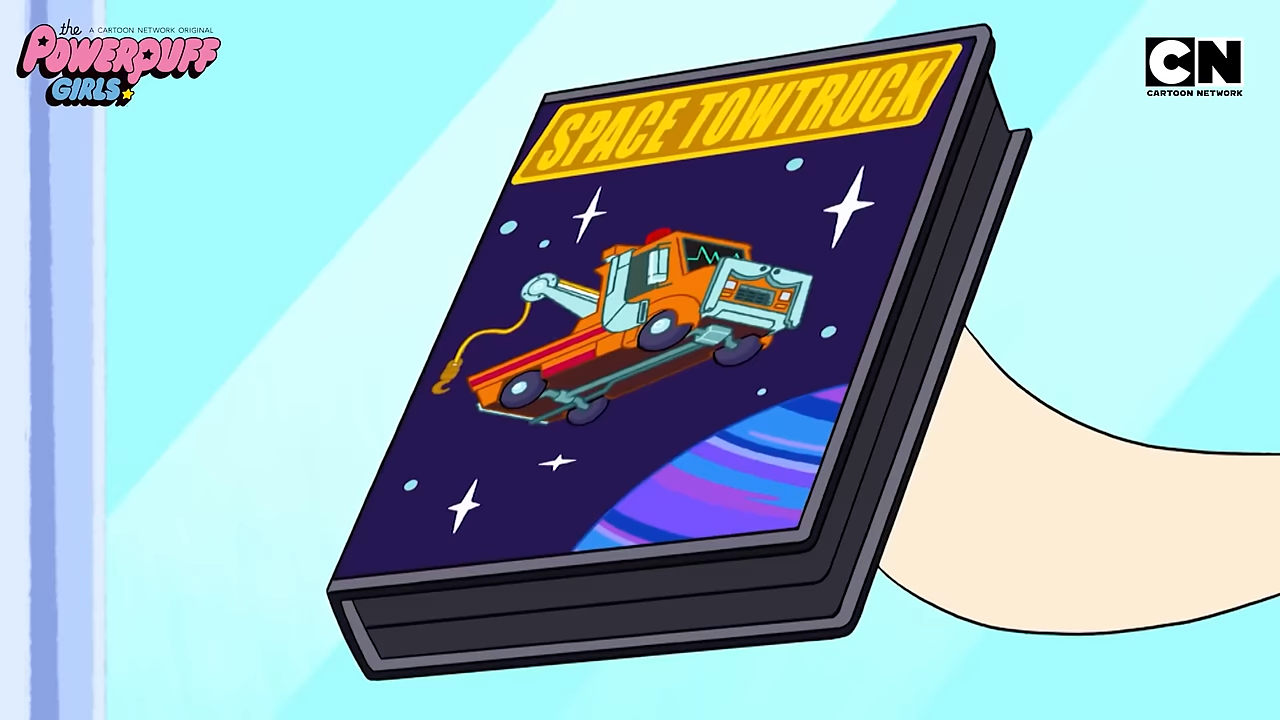 the
A CARTOON NETWORK ORIGINAL
POWERPUFF
GIRLS
CN
CARTOON NETWORK
SPACE TOWTRUCK